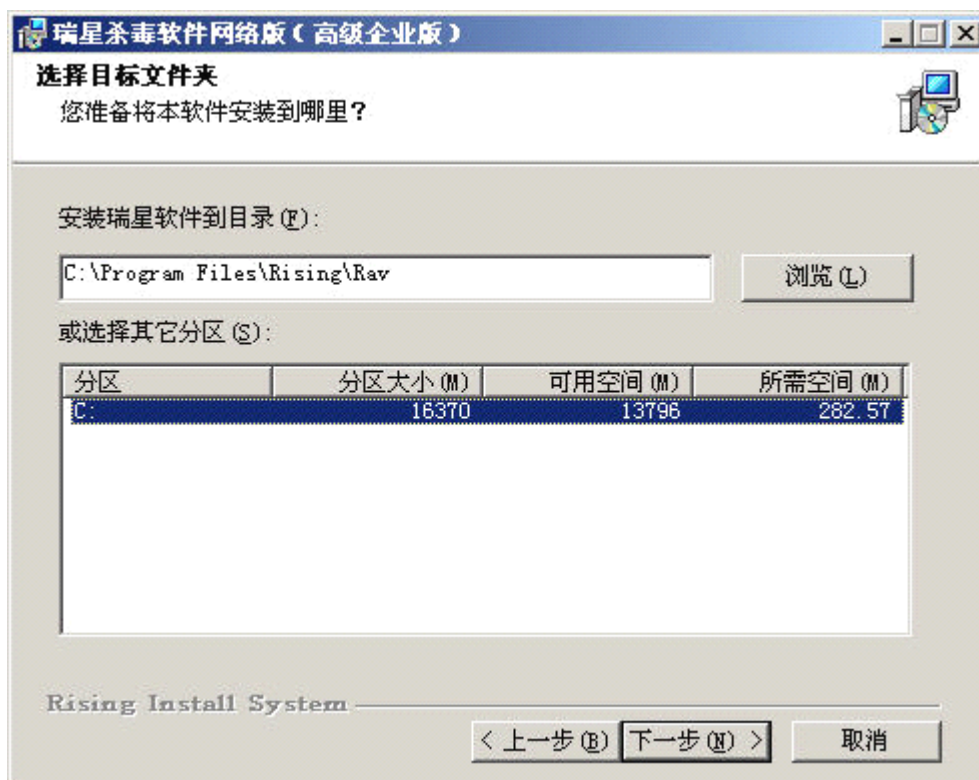 瑞星杀毒软件网络版（高级企业版）
选择目标文件夹
您准备将本软件安装到哪里？
安装瑞星软件到目录(F):
C:\Program Files\Rising\Rav
浏览(L)
或选择其它分区(S):
分区 分区大小(M) 可用空间(M) 所需空间(M)
C: 16370 13796 282.57
Rising Install System
< 上一步(B) 下一步(N) > 取消